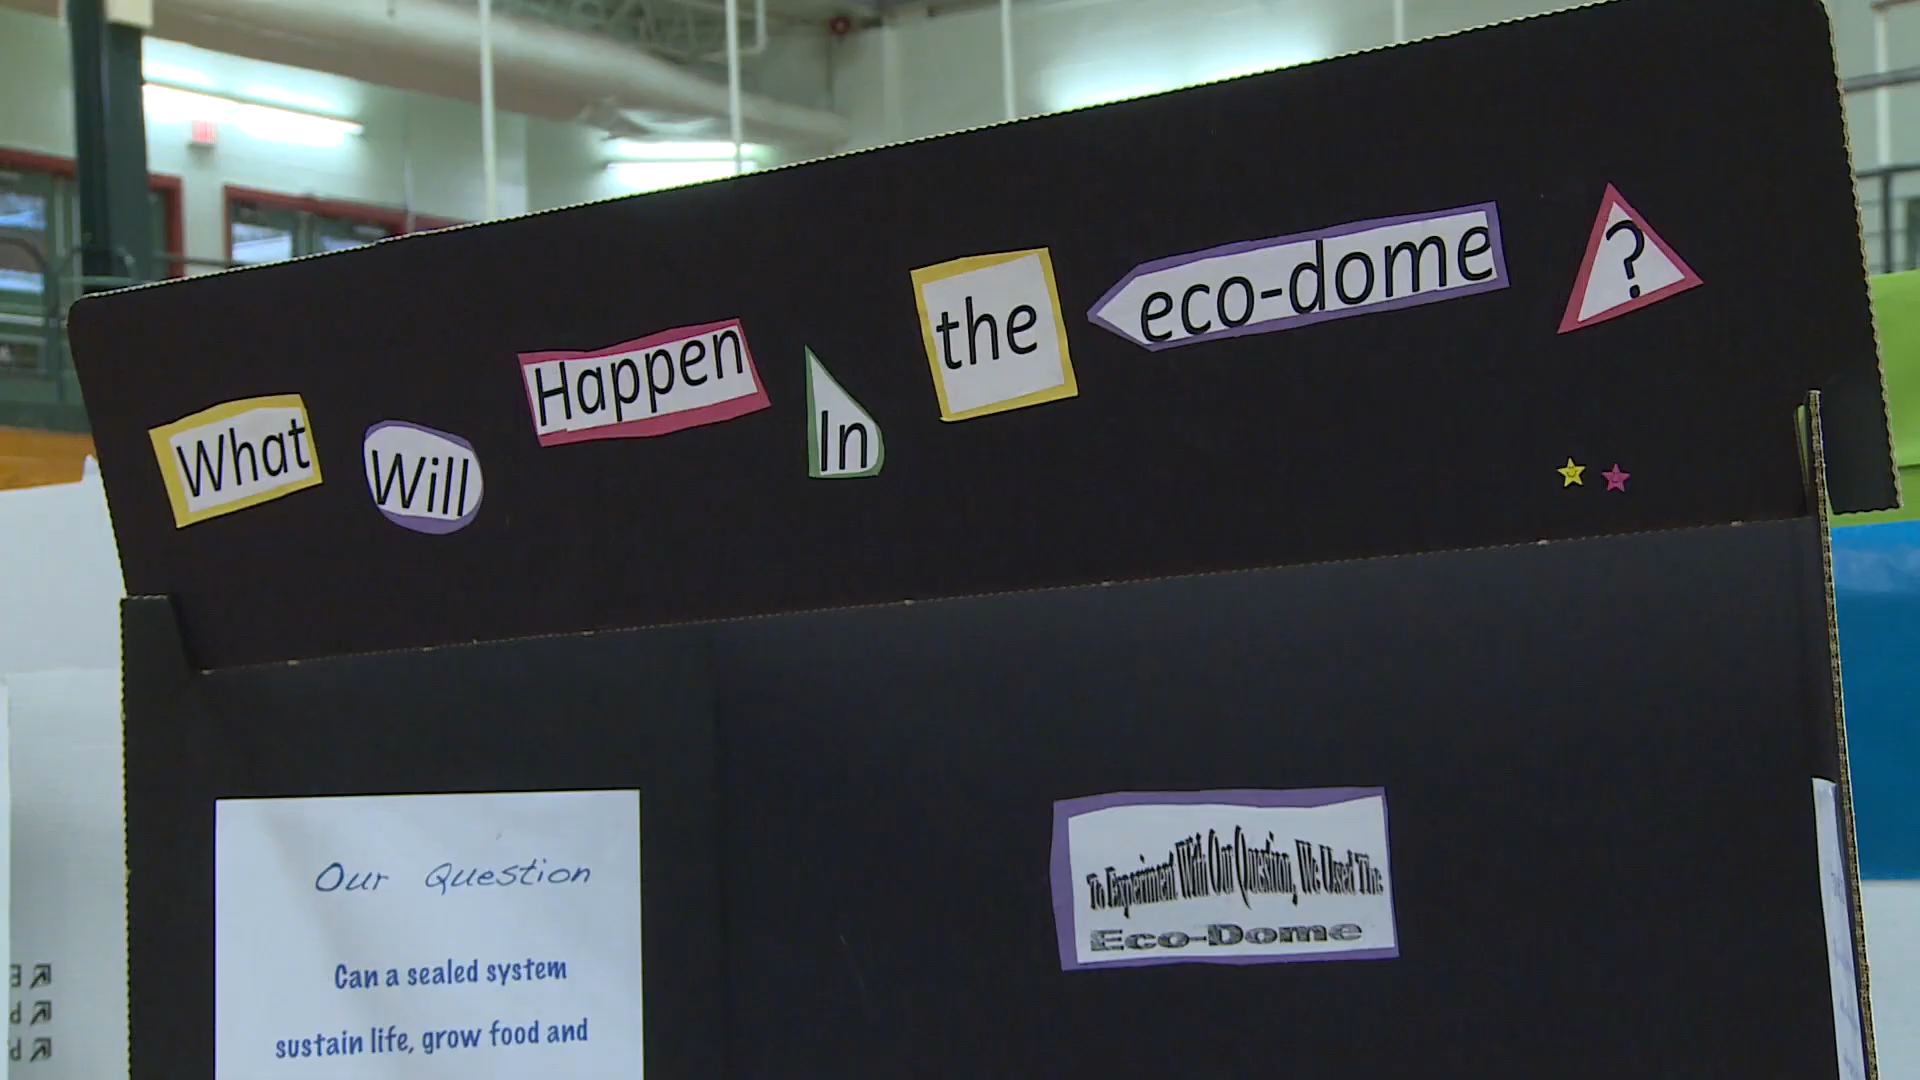 What Will Happen In the eco-dome ?
Our Question
Can a sealed system
sustain life, grow food and
To Experiment With Our Question, We Used The
Eco-Dome